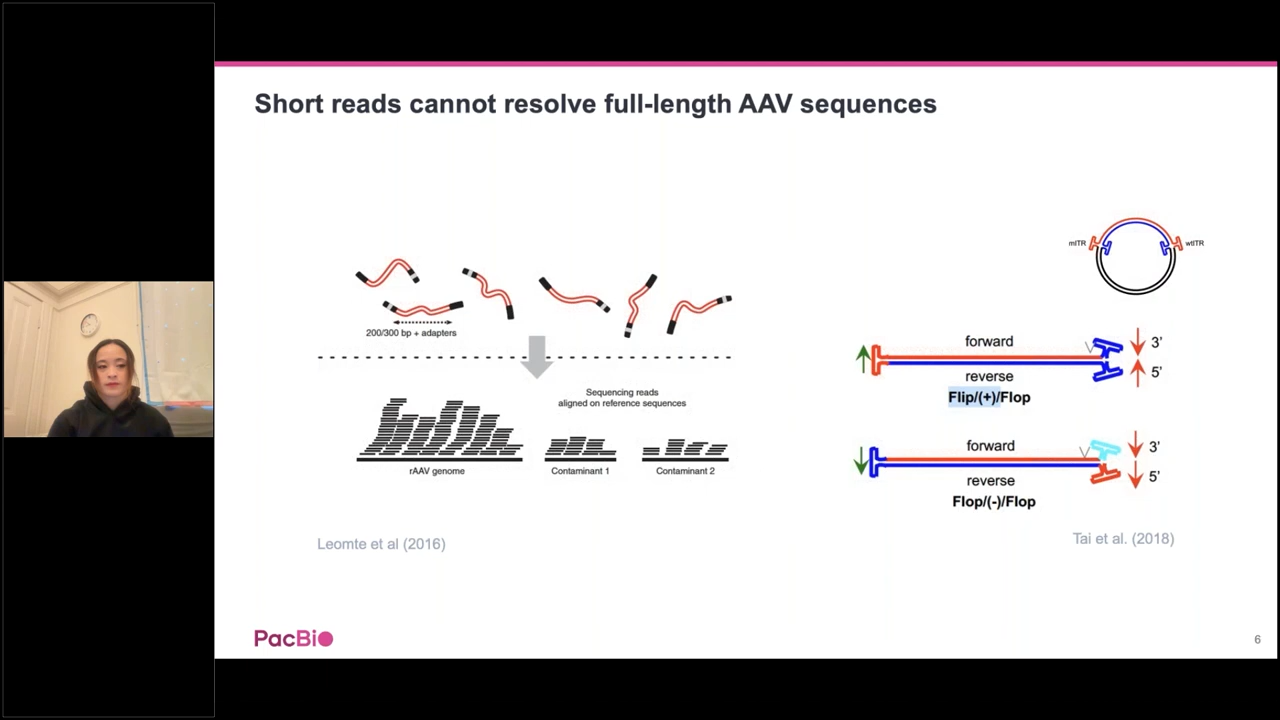 Short reads cannot resolve full-length AAV sequences
200/300 bp + adapters
Sequencing reads
aligned on reference sequences
rAAV genome
Contaminant 1
Contaminant 2
Leomte et al (2016)
mITR
wtITR
forward
3'
reverse
5'
Flip/(+)/Flop
forward
3'
reverse
5'
Flop/(-)/Flop
Tai et al. (2018)
PacBio
6